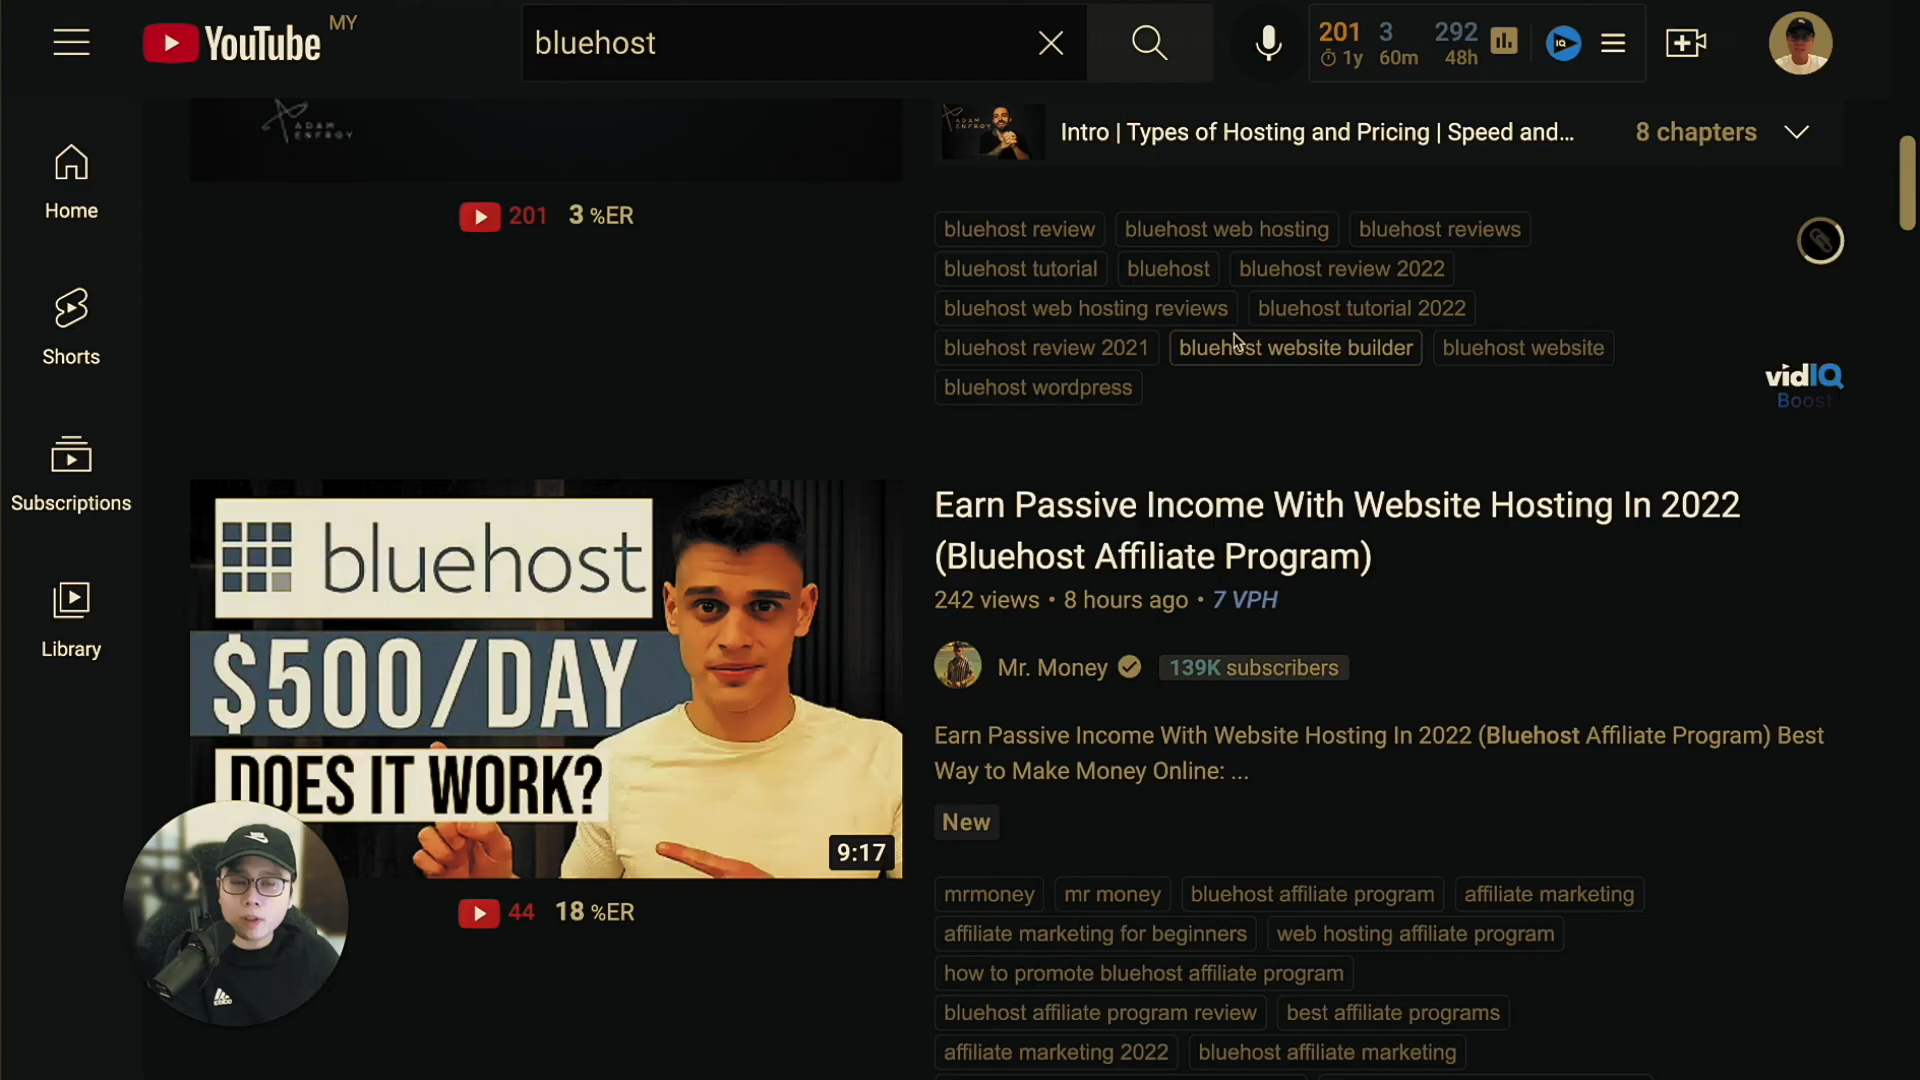 YouTube MY
bluehost
201 3 292
1y 60m 48h
IQ
Home
Shorts
Subscriptions
Library
ADAM
ENFROY
Intro | Types of Hosting and Pricing | Speed and...
8 chapters
201 3 %ER
bluehost review bluehost web hosting bluehost reviews
bluehost tutorial bluehost bluehost review 2022
bluehost web hosting reviews bluehost tutorial 2022
bluehost review 2021 bluehost website builder bluehost website
bluehost wordpress
vidIQ
Boost
bluehost
$500/DAY
DOES IT WORK?
9:17
44 18 %ER
Earn Passive Income With Website Hosting In 2022
(Bluehost Affiliate Program)
242 views • 8 hours ago • 7 VPH
Mr. Money 139K subscribers
Earn Passive Income With Website Hosting In 2022 (Bluehost Affiliate Program) Best
Way to Make Money Online: ...
New
mrmoney mr money bluehost affiliate program affiliate marketing
affiliate marketing for beginners web hosting affiliate program
how to promote bluehost affiliate program
bluehost affiliate program review best affiliate programs
affiliate marketing 2022 bluehost affiliate marketing
adidas